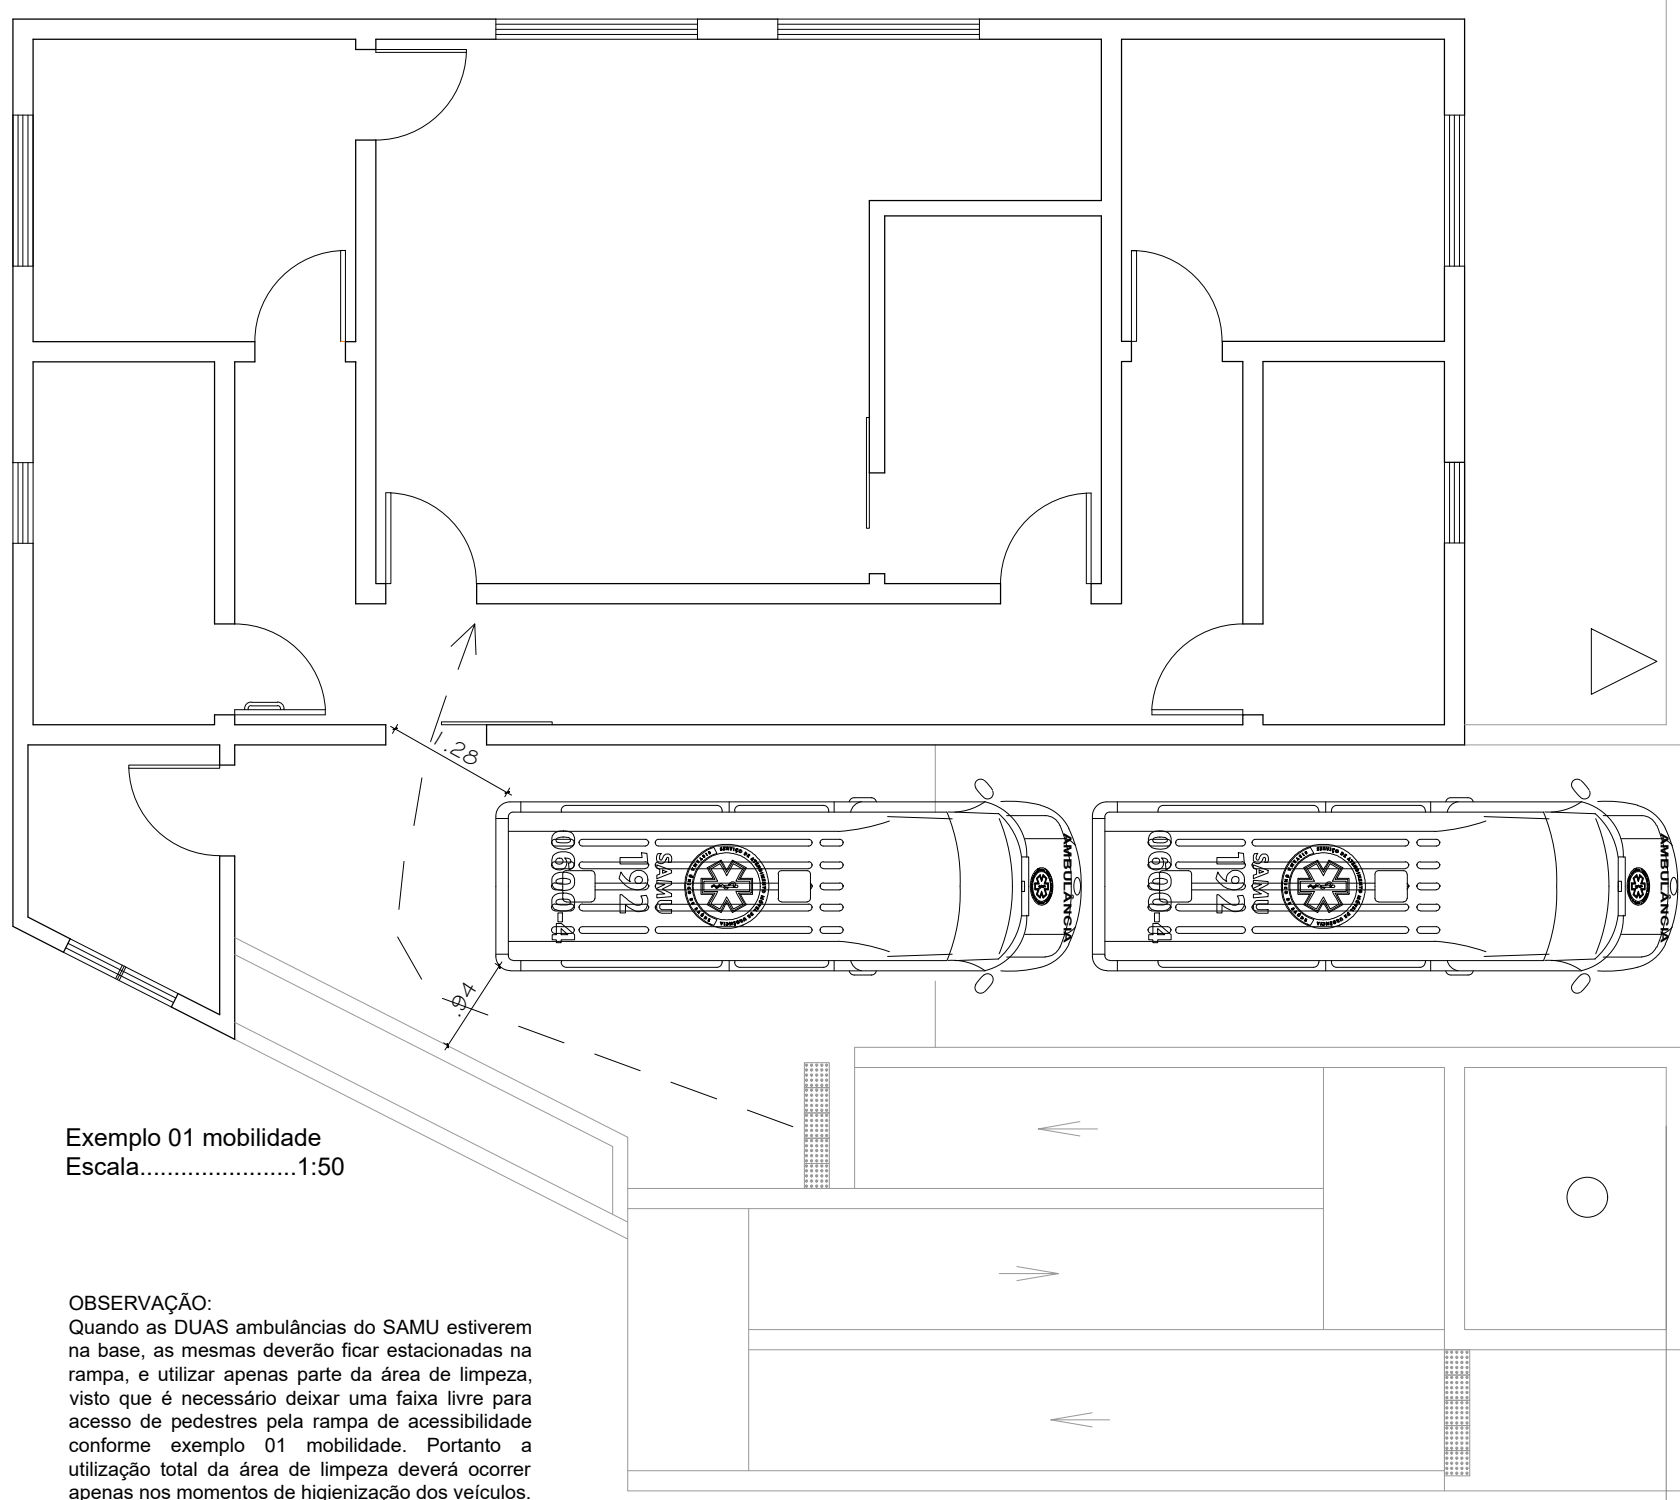 1.28
0600-4
192
SAMU
AMBULÂNCIA
0600-4
192
SAMU
AMBULÂNCIA
.94
Exemplo 01 mobilidade
Escala.......................1:50
OBSERVAÇÃO:
Quando as DUAS ambulâncias do SAMU estiverem
na base, as mesmas deverão ficar estacionadas na
rampa, e utilizar apenas parte da área de limpeza,
visto que é necessário deixar uma faixa livre para
acesso de pedestres pela rampa de acessibilidade
conforme exemplo 01 mobilidade. Portanto a
utilização total da área de limpeza deverá ocorrer
apenas nos momentos de higienização dos veículos.